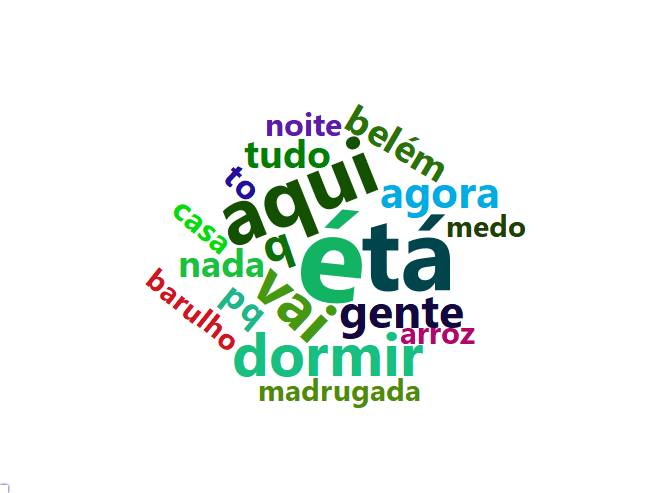 noite
belém
tudo
aqui
to
agora
casa
medo
q
é
tá
nada
vai
pq
barulho
gente
arroz
dormir
madrugada